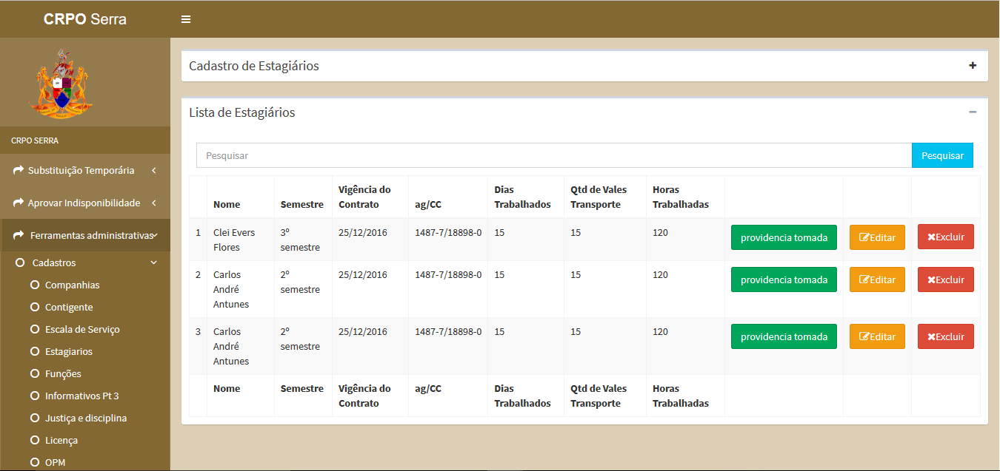 CRPO Serra
CRPO SERRA
Substituição Temporária
Aprovar Indisponibilidade
Ferramentas administrativas
Cadastros
Companhias
Contigente
Escala de Serviço
Estagiarios
Funções
Informativos Pt 3
Justiça e disciplina
Licença
OPM
Cadastro de Estagiários
Lista de Estagiários
Pesquisar Pesquisar
Nome Semestre Vigência do Contrato ag/CC Dias Trabalhados Qtd de Vales Transporte Horas Trabalhadas
1 Clei Evers Flores 3º semestre 25/12/2016 1487-7/18898-0 15 15 120 providencia tomada Editar Excluir
2 Carlos André Antunes 2º semestre 25/12/2016 1487-7/18898-0 15 15 120 providencia tomada Editar Excluir
3 Carlos André Antunes 2º semestre 25/12/2016 1487-7/18898-0 15 15 120 providencia tomada Editar Excluir
Nome Semestre Vigência do Contrato ag/CC Dias Trabalhados Qtd de Vales Transporte Horas Trabalhadas